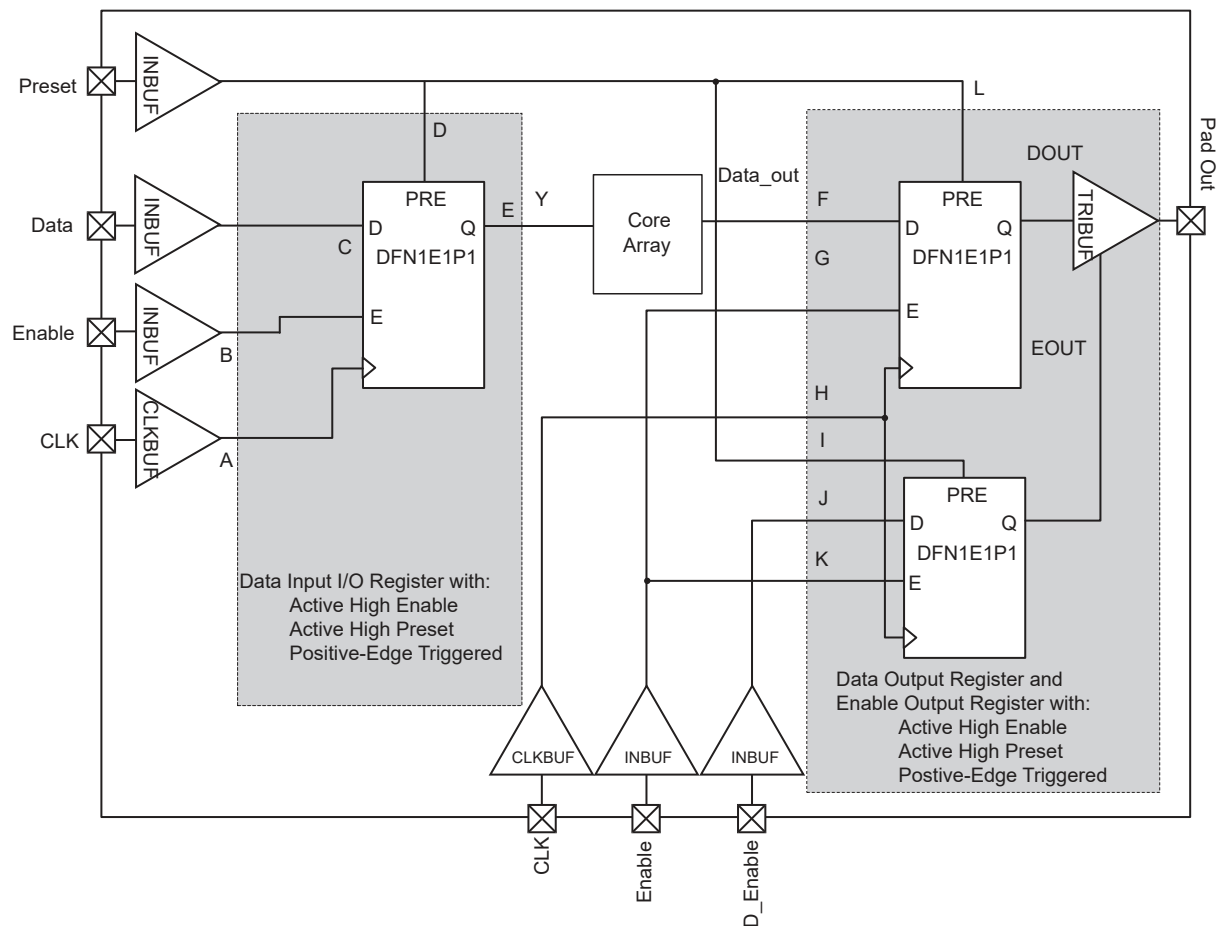 Preset
INBUF
L
D
Pad Out
DOUT
Data
INBUF
PRE
D
Q
C
DFN1E1P1
E
Y
Core
Array
Data_out
F
G
PRE
D
Q
DFN1E1P1
E
TRIBUF
Enable
INBUF
B
E
EOUT
CLK
CLKBUF
A
H
I
J
K
PRE
D
Q
DFN1E1P1
E
Data Input I/O Register with:
Active High Enable
Active High Preset
Positive-Edge Triggered
Data Output Register and
Enable Output Register with:
Active High Enable
Active High Preset
Postive-Edge Triggered
CLKBUF
INBUF
INBUF
CLK
Enable
D_Enable